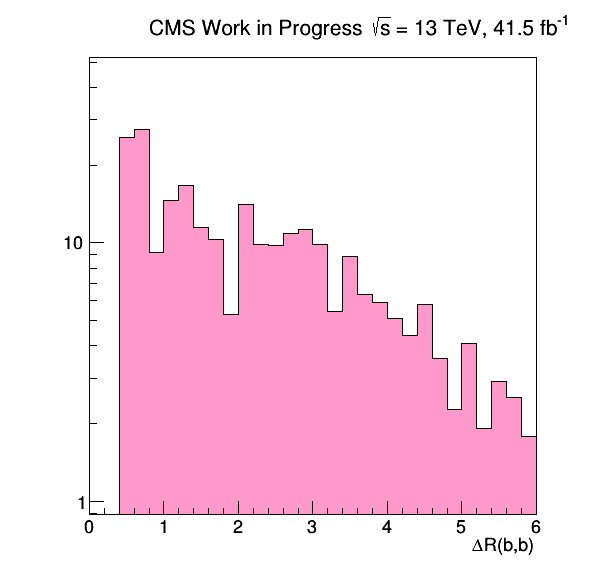 CMS Work in Progress √s = 13 TeV, 41.5 fb⁻¹
10
1
0 1 2 3 4 5 6
ΔR(b,b)